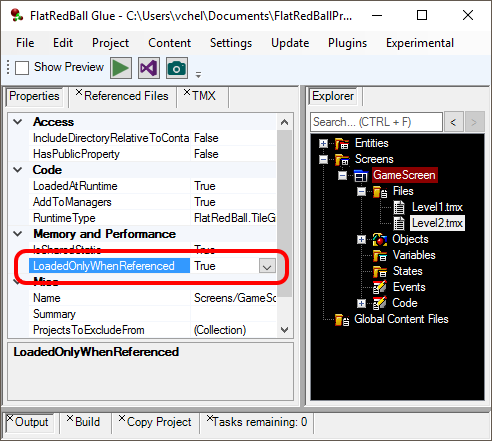 FlatRedBall Glue - C:\Users\vchel\Documents\FlatRedBallPr...
File Project Content Settings Update Plugins Experimental
Show Preview
Properties Referenced Files TMX
Access
IncludeDirectoryRelativeToConta False
HasPublicProperty False
Code
LoadedAtRuntime True
AddToManagers True
RuntimeType FlatRedBall.TileG
Memory and Performance
IsSharedStatic True
LoadedOnlyWhenReferenced True
Misc
Name Screens/GameSc
Summary
ProjectsToExcludeFrom (Collection)
LoadedOnlyWhenReferenced
Explorer
Search... (CTRL + F) < >
Entities
Screens
GameScreen
Files
Level1.tmx
Level2.tmx
Objects
Variables
States
Events
Code
Global Content Files
Output Build Copy Project Tasks remaining: 0